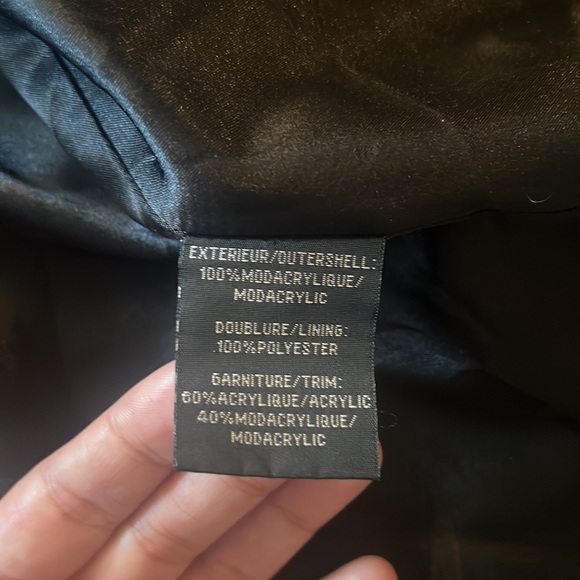 EXTERIEUR/OUTERSHELL:
100%MODACRYLIQUE/
MODACRYLIC
DOUBLURE/LINING:
100%POLYESTER
GARNITURE/TRIM:
60%ACRYLIQUE/ACRYLIC
40%MODACRYLIQUE/
MODACRYLIC